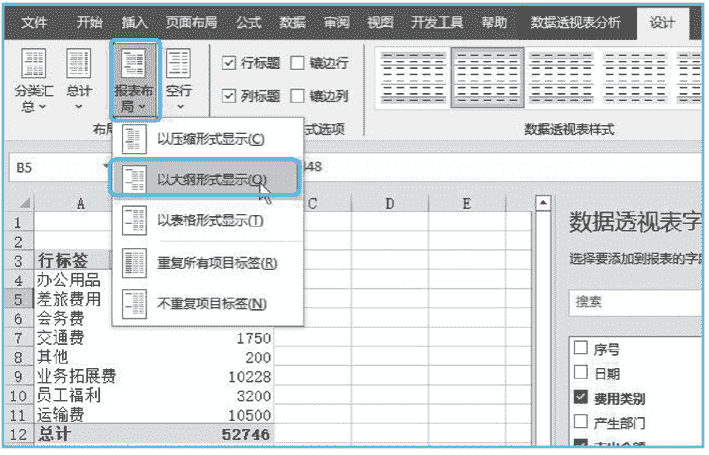 文件 开始 插入 页面布局 公式 数据 审阅 视图 开发工具 帮助 数据透视表分析 设计
分类汇总 总计 报表布局 空行
行标题 镶边行
列标题 镶边列
布局 式选项 数据透视表样式
以压缩形式显示(C)
B5 348
以大纲形式显示(O)
A C D E
数据透视表字
1 以表格形式显示(T)
2
选择要添加到报表的字段
3 行标签 重复所有项目标签(R)
4 办公用品
5 差旅费用 不重复项目标签(N) 搜索
6 会务费
7 交通费 1750
序号
8 其他 200
日期
9 业务拓展费 10228
费用类别
10 员工福利 3200
产生部门
11 运输费 10500
12 总计 52746